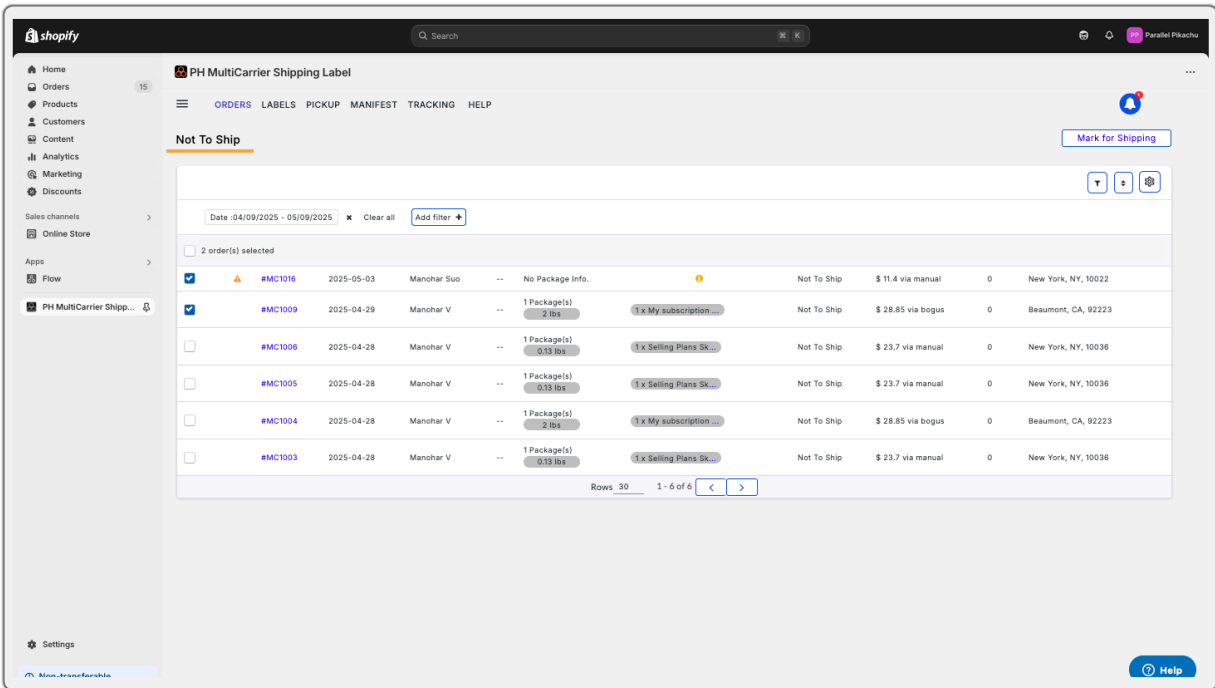 shopify
Search
⌘ K
PP
Parallel Pikachu
Home
Orders 15
Products
Customers
Content
Analytics
Marketing
Discounts
Sales channels
Online Store
Apps
Flow
PH MultiCarrier Shipp...
Settings
Non-transferable
PH MultiCarrier Shipping Label
ORDERS LABELS PICKUP MANIFEST TRACKING HELP
Not To Ship
Mark for Shipping
Date :04/09/2025 - 05/09/2025 Clear all Add filter +
2 order(s) selected
#MC1016 2025-05-03 Manohar Suo -- No Package Info. Not To Ship $ 11.4 via manual 0 New York, NY, 10022
#MC1009 2025-04-29 Manohar V -- 1 Package(s) 2 lbs 1 x My subscription ... Not To Ship $ 28.85 via bogus 0 Beaumont, CA, 92223
#MC1006 2025-04-28 Manohar V -- 1 Package(s) 0.13 lbs 1 x Selling Plans Sk... Not To Ship $ 23.7 via manual 0 New York, NY, 10036
#MC1005 2025-04-28 Manohar V -- 1 Package(s) 0.13 lbs 1 x Selling Plans Sk... Not To Ship $ 23.7 via manual 0 New York, NY, 10036
#MC1004 2025-04-28 Manohar V -- 1 Package(s) 2 lbs 1 x My subscription ... Not To Ship $ 28.85 via bogus 0 Beaumont, CA, 92223
#MC1003 2025-04-28 Manohar V -- 1 Package(s) 0.13 lbs 1 x Selling Plans Sk... Not To Ship $ 23.7 via manual 0 New York, NY, 10036
Rows 30 1 - 6 of 6
Help